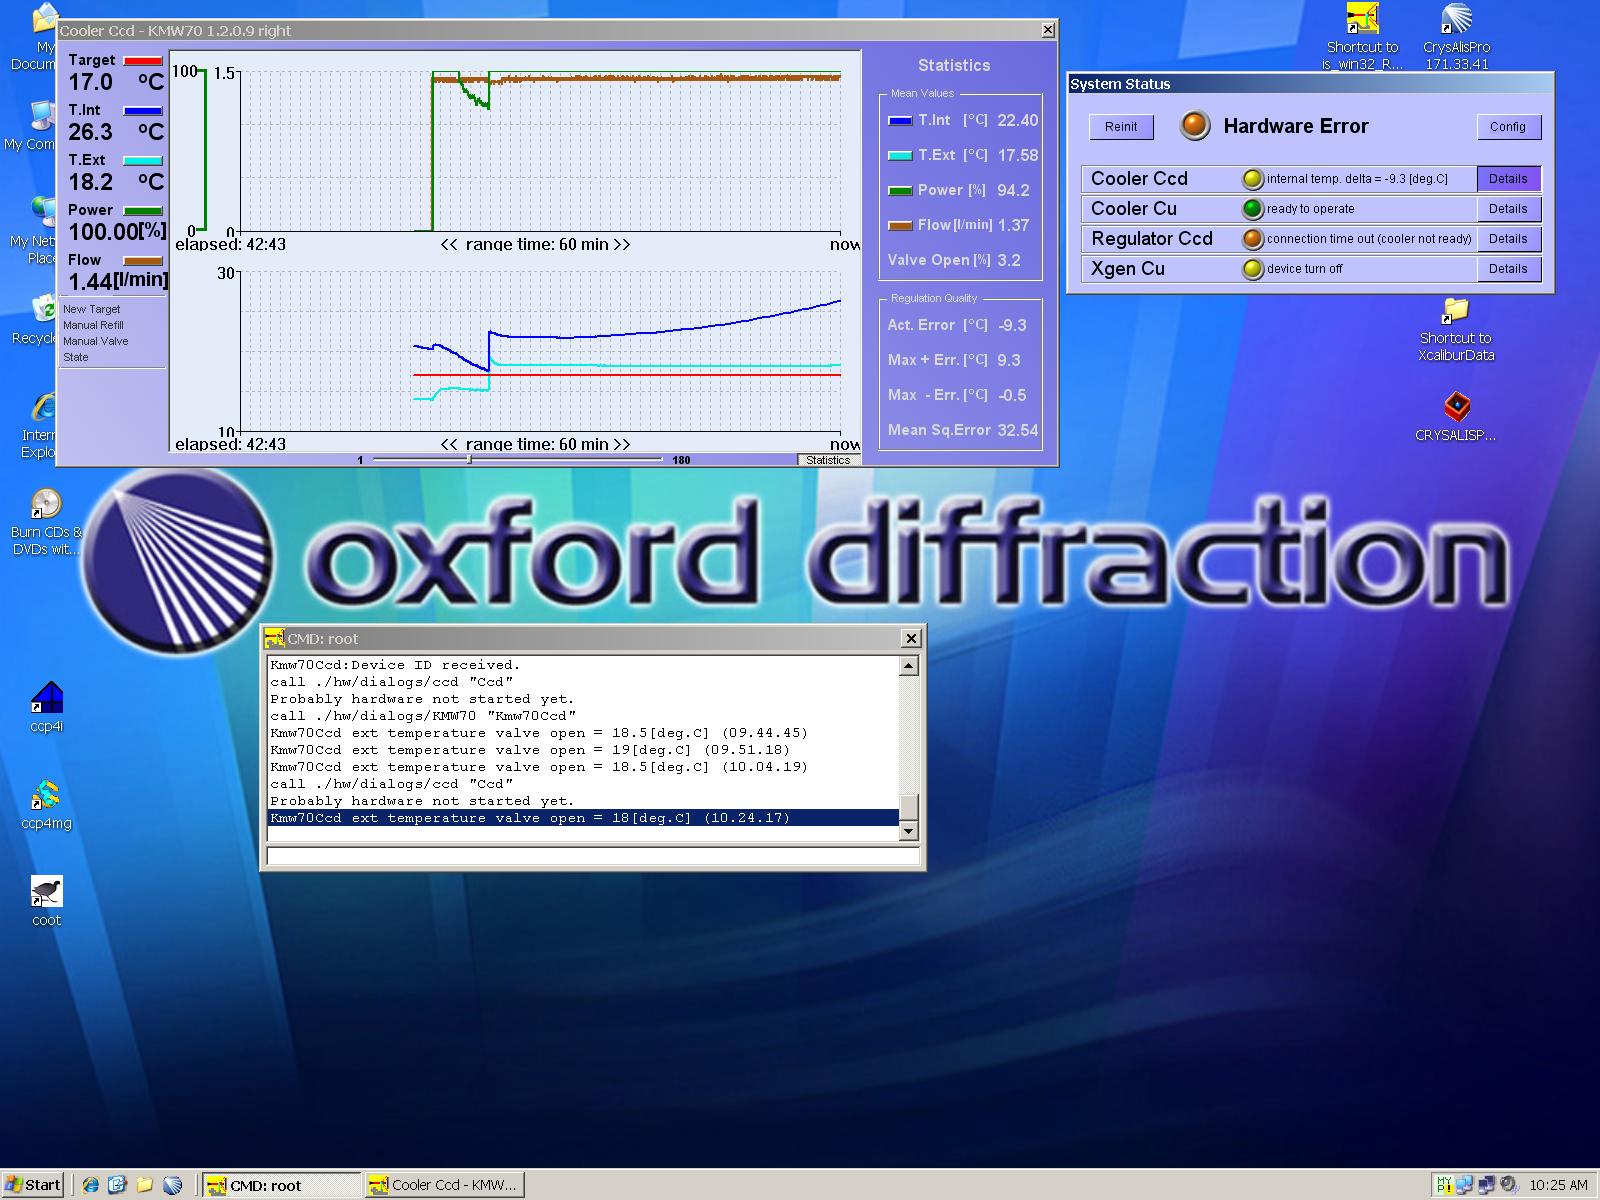 My
Docum
My Com
My Net
Place
Recycle
Intern
Explo
Burn CDs &
DVDs wit...
ccp4i
ccp4mg
coot
Cooler Ccd - KMW70 1.2.0.9 right
Target
17.0 °C
T.Int
26.3 °C
T.Ext
18.2 °C
Power
100.00[%]
Flow
1.44[l/min]
New Target
Manual Refill
Manual Valve
State
100
0
1.5
0
elapsed: 42:43 << range time: 60 min >> now
30
10
elapsed: 42:43 << range time: 60 min >> now
1 180 Statistics
Statistics
Mean Values
T.Int [°C] 22.40
T.Ext [°C] 17.58
Power [%] 94.2
Flow[l/min] 1.37
Valve Open [%] 3.2
Regulation Quality
Act. Error [°C] -9.3
Max + Err. [°C] 9.3
Max - Err. [°C] -0.5
Mean Sq.Error 32.54
Shortcut to
is_win32_R...
CrysAlisPro
171.33.41
System Status
Reinit Hardware Error Config
Cooler Ccd internal temp. delta = -9.3 [deg.C] Details
Cooler Cu ready to operate Details
Regulator Ccd connection time out (cooler not ready) Details
Xgen Cu device turn off Details
Shortcut to
XcaliburData
CRYSALISP...
oxford diffraction
CMD: root
Kmw70Ccd:Device ID received.
call ./hw/dialogs/ccd "Ccd"
Probably hardware not started yet.
call ./hw/dialogs/KMW70 "Kmw70Ccd"
Kmw70Ccd ext temperature valve open = 18.5[deg.C] (09.44.45)
Kmw70Ccd ext temperature valve open = 19[deg.C] (09.51.18)
Kmw70Ccd ext temperature valve open = 18.5[deg.C] (10.04.19)
call ./hw/dialogs/ccd "Ccd"
Probably hardware not started yet.
Kmw70Ccd ext temperature valve open = 18[deg.C] (10.24.17)
Start CMD: root Cooler Ccd - KMW... MY P! 10:25 AM